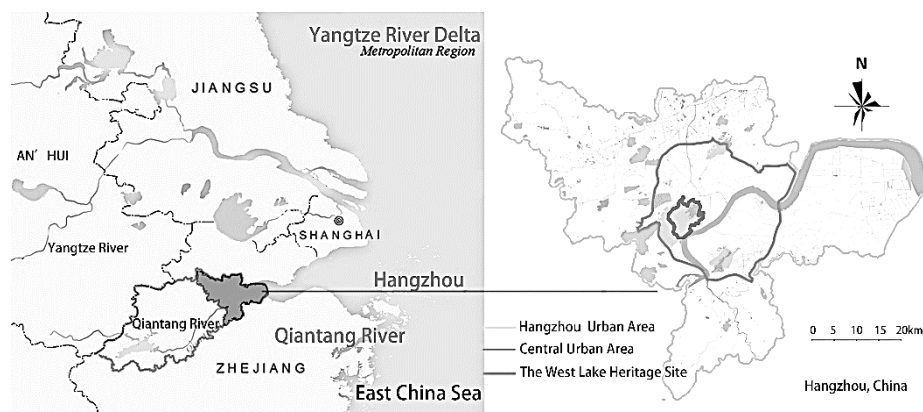 Yangtze River Delta
Metropolitan Region
JIANGSU
AN' HUI
SHANGHAI
Yangtze River
Hangzhou
Qiantang River
Qiantang River
ZHEJIANG
East China Sea
N
Hangzhou Urban Area
Central Urban Area
The West Lake Heritage Site
0 5 10 15 20km
Hangzhou, China